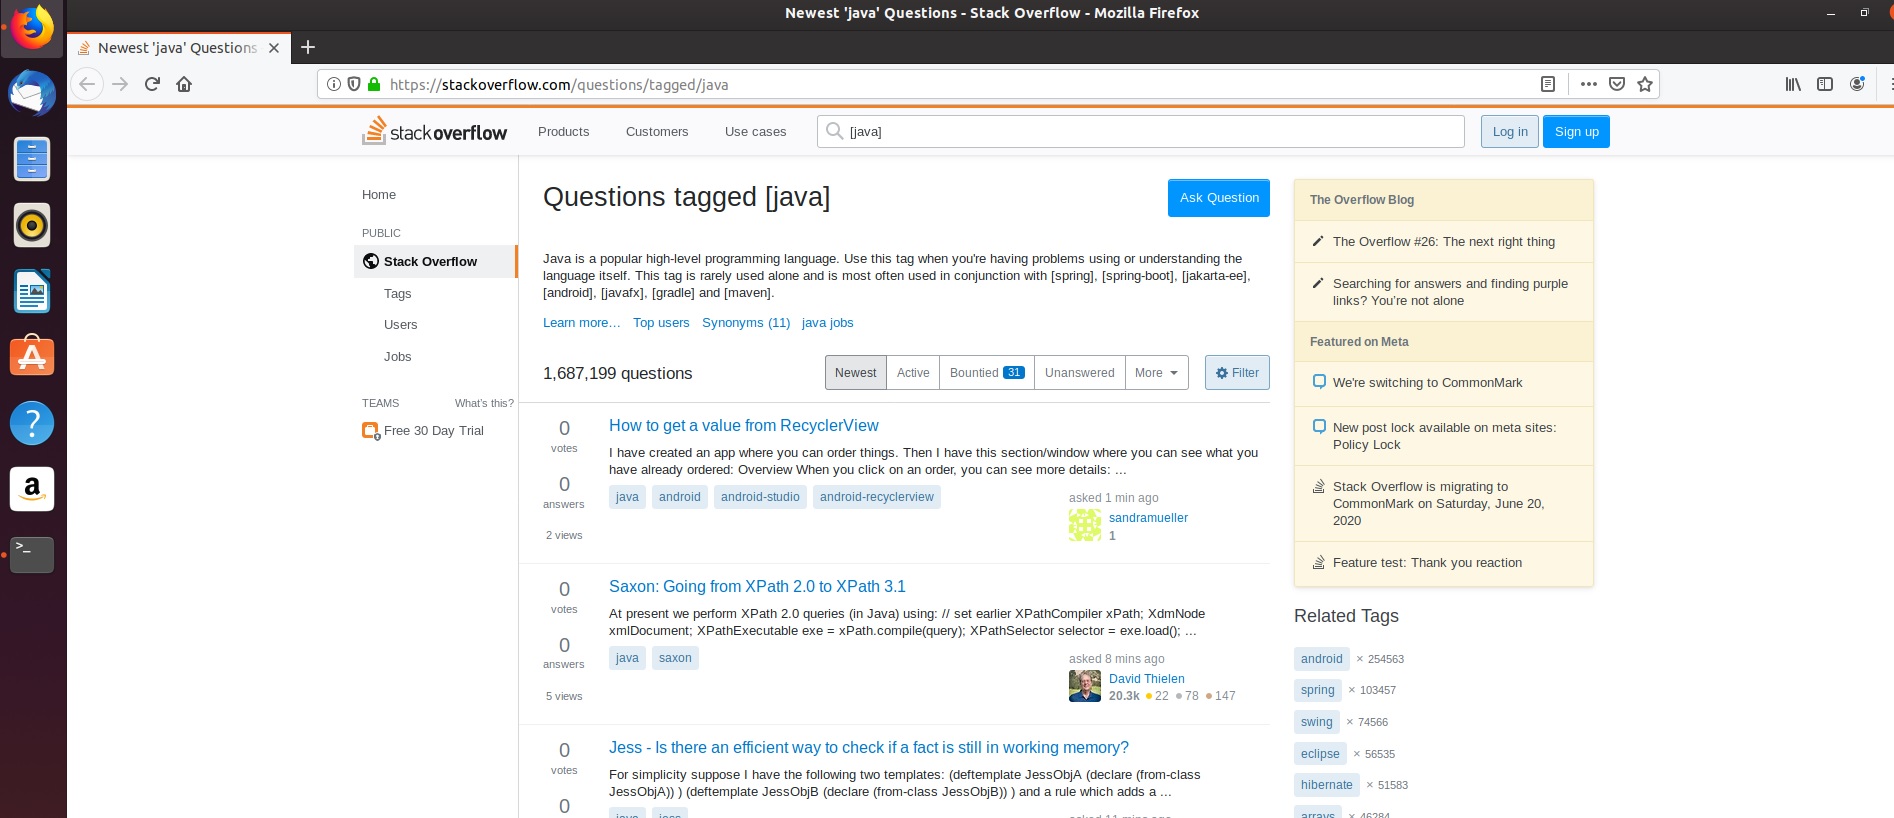 Newest 'java' Questions - Stack Overflow - Mozilla Firefox
Newest 'java' Questions
https://stackoverflow.com/questions/tagged/java
stackoverflow
Products
Customers
Use cases
[java]
Log in
Sign up
Home
PUBLIC
Stack Overflow
Tags
Users
Jobs
TEAMS What's this?
Free 30 Day Trial
Questions tagged [java]
Ask Question
Java is a popular high-level programming language. Use this tag when you're having problems using or understanding the
language itself. This tag is rarely used alone and is most often used in conjunction with [spring], [spring-boot], [jakarta-ee],
[android], [javafx], [gradle] and [maven].
Learn more… Top users Synonyms (11) java jobs
1,687,199 questions
Newest Active Bountied 31 Unanswered More
Filter
0
votes
0
answers
2 views
How to get a value from RecyclerView
I have created an app where you can order things. Then I have this section/window where you can see what you
have already ordered: Overview When you click on an order, you can see more details: ...
java android android-studio android-recyclerview
asked 1 min ago
sandramueller
1
0
votes
0
answers
5 views
Saxon: Going from XPath 2.0 to XPath 3.1
At present we perform XPath 2.0 queries (in Java) using: // set earlier XPathCompiler xPath; XdmNode
xmlDocument; XPathExecutable exe = xPath.compile(query); XPathSelector selector = exe.load(); ...
java saxon
asked 8 mins ago
David Thielen
20.3k 22 78 147
0
votes
0
Jess - Is there an efficient way to check if a fact is still in working memory?
For simplicity suppose I have the following two templates: (deftemplate JessObjA (declare (from-class
JessObjA)) ) (deftemplate JessObjB (declare (from-class JessObjB)) ) and a rule which adds a ...
java jess
asked 11 mins ago
The Overflow Blog
The Overflow #26: The next right thing
Searching for answers and finding purple
links? You're not alone
Featured on Meta
We're switching to CommonMark
New post lock available on meta sites:
Policy Lock
Stack Overflow is migrating to
CommonMark on Saturday, June 20,
2020
Feature test: Thank you reaction
Related Tags
android × 254563
spring × 103457
swing × 74566
eclipse × 56535
hibernate × 51583
arrays × 46284